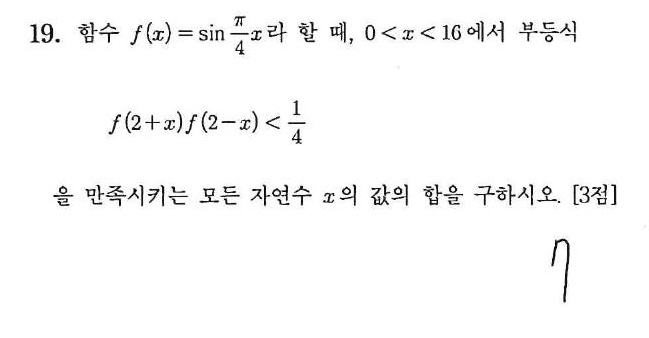 19. 함수 f(x)=sin π/4 x라 할 때, 0<x<16에서 부등식
f(2+x)f(2-x)<1/4
을 만족시키는 모든 자연수 x의 값의 합을 구하시오. [3점]